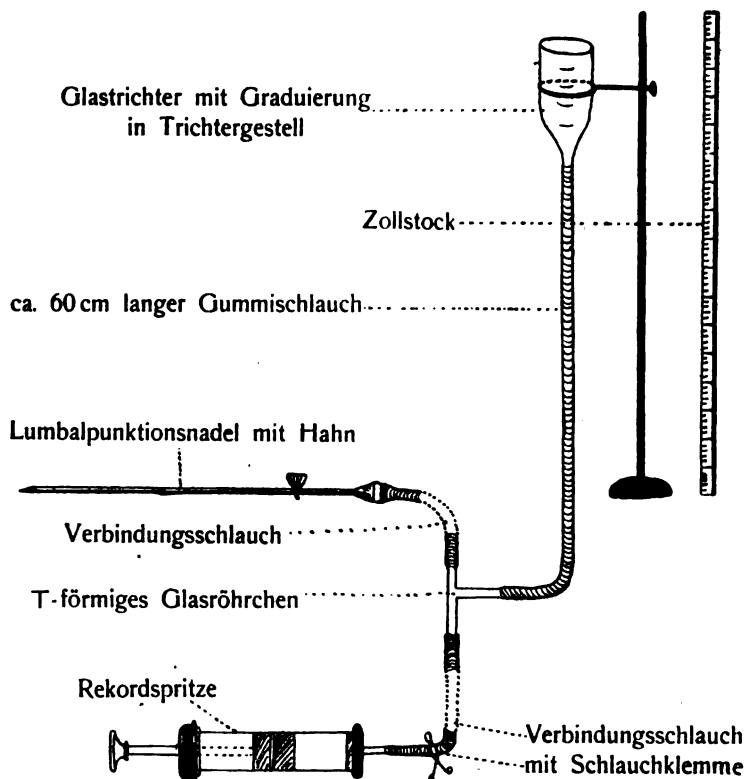 Glastrichter mit Graduierung
in Trichtergestell
Zollstock
ca. 60 cm langer Gummischlauch
Lumbalpunktionsnadel mit Hahn
Verbindungsschlauch
T-förmiges Glasröhrchen
Rekordspritze
Verbindungsschlauch
mit Schlauchklemme